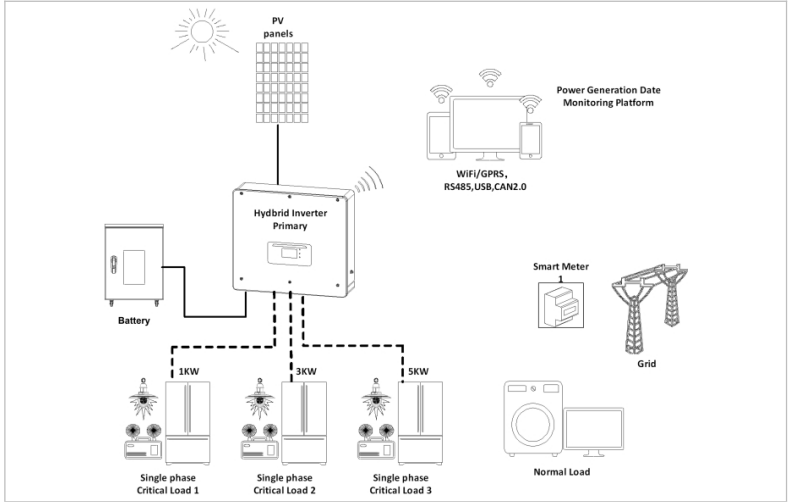 PV
panels
Power Generation Date
Monitoring Platform
WiFi/GPRS,
RS485,USB,CAN2.0
Hydbrid Inverter
Primary
Smart Meter
1
Battery
Grid
1KW
3KW
5KW
Single phase
Critical Load 1
Single phase
Critical Load 2
Single phase
Critical Load 3
Normal Load